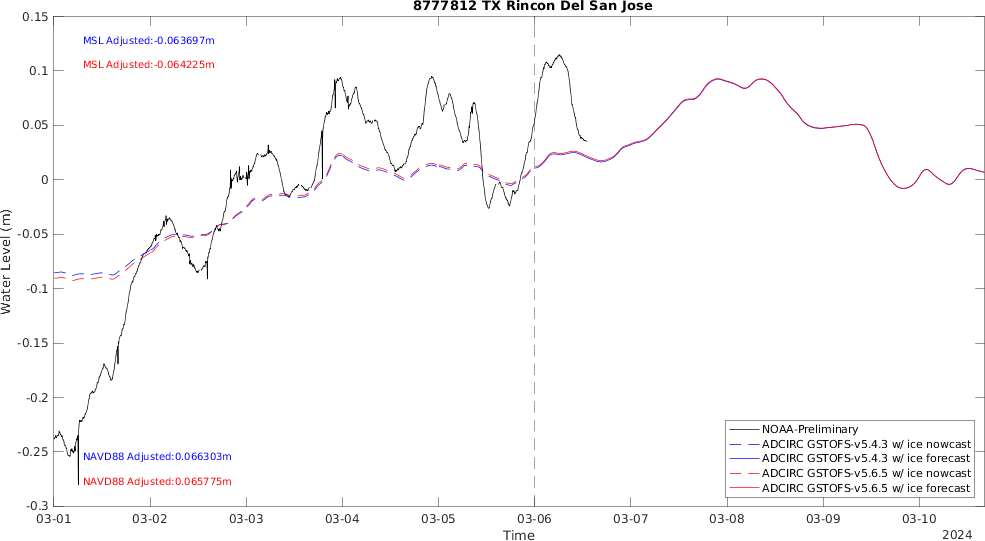 8777812 TX Rincon Del San Jose
0.15
0.1
0.05
0
-0.05
-0.1
-0.15
-0.2
-0.25
-0.3
Water Level (m)
MSL Adjusted:-0.063697m
MSL Adjusted:-0.064225m
NAVD88 Adjusted:0.066303m
NAVD88 Adjusted:0.065775m
NOAA-Preliminary
ADCIRC GSTOFS-v5.4.3 w/ ice nowcast
ADCIRC GSTOFS-v5.4.3 w/ ice forecast
ADCIRC GSTOFS-v5.6.5 w/ ice nowcast
ADCIRC GSTOFS-v5.6.5 w/ ice forecast
03-01 03-02 03-03 03-04 03-05 03-06 03-07 03-08 03-09 03-10
Time
2024